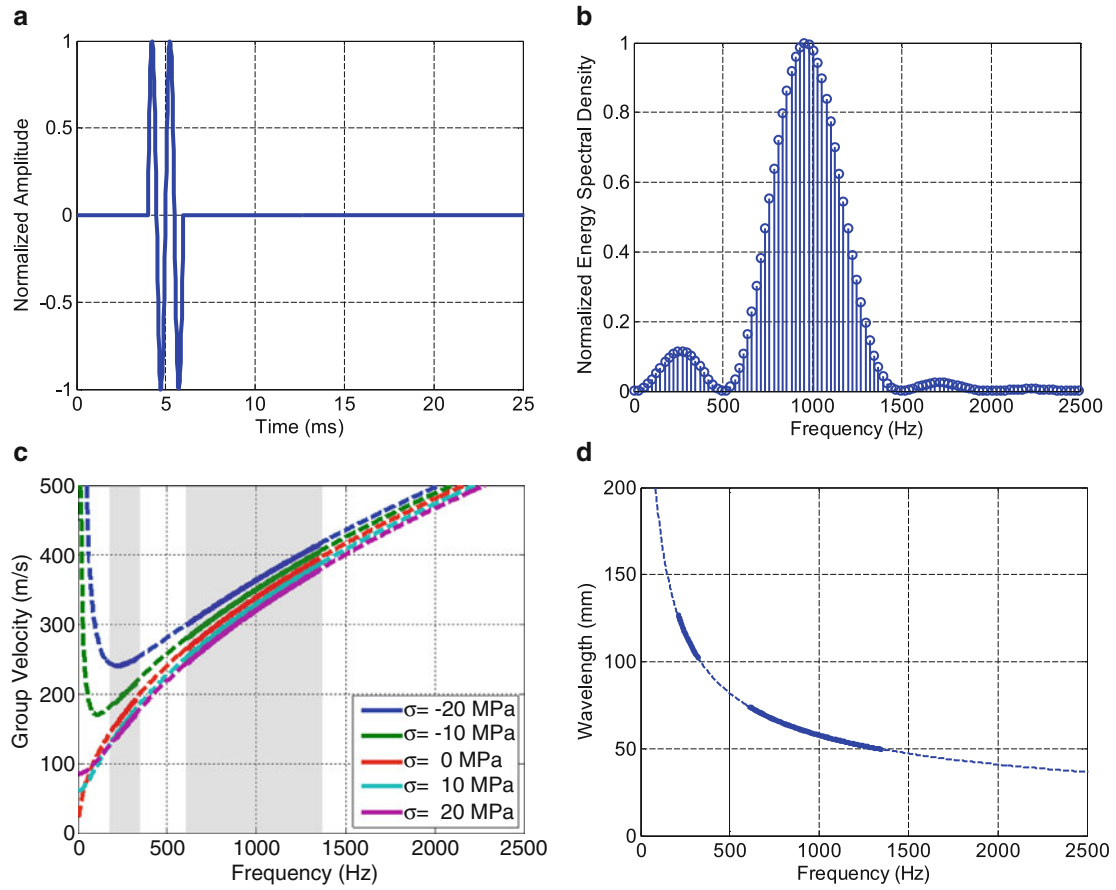 a
1
0.5
0
-0.5
-1
Normalized Amplitude
0 5 10 15 20 25
Time (ms)
b
1
0.8
0.6
0.4
0.2
0
Normalized Energy Spectral Density
0 500 1000 1500 2000 2500
Frequency (Hz)
c
500
400
300
200
100
0
Group Velocity (m/s)
σ= -20 MPa
σ= -10 MPa
σ= 0 MPa
σ= 10 MPa
σ= 20 MPa
0 500 1000 1500 2000 2500
Frequency (Hz)
d
200
150
100
50
0
Wavelength (mm)
0 500 1000 1500 2000 2500
Frequency (Hz)